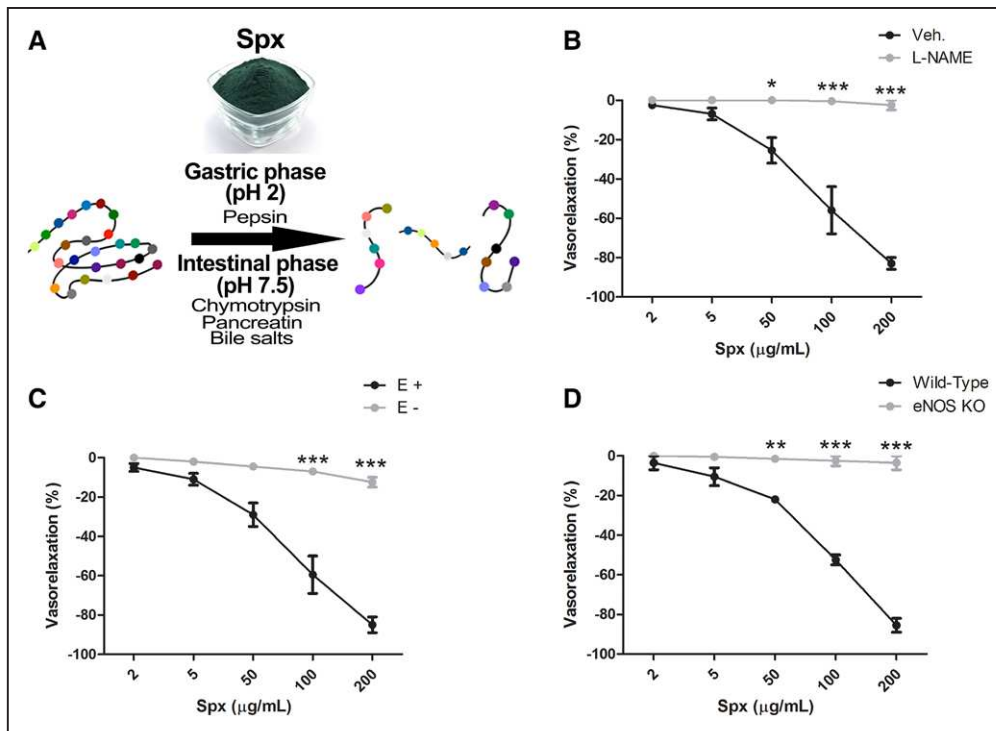 A
Spx
Gastric phase
(pH 2)
Pepsin
Intestinal phase
(pH 7.5)
Chymotrypsin
Pancreatin
Bile salts
B
Veh.
L-NAME
* *** ***
0
-20
-40
-60
-80
-100
Vasorelaxation (%)
2 5 50 100 200
Spx (μg/mL)
C
E +
E -
*** ***
0
-20
-40
-60
-80
-100
Vasorelaxation (%)
2 5 50 100 200
Spx (μg/mL)
D
Wild-Type
eNOS KO
** *** ***
0
-20
-40
-60
-80
-100
Vasorelaxation (%)
2 5 50 100 200
Spx (μg/mL)